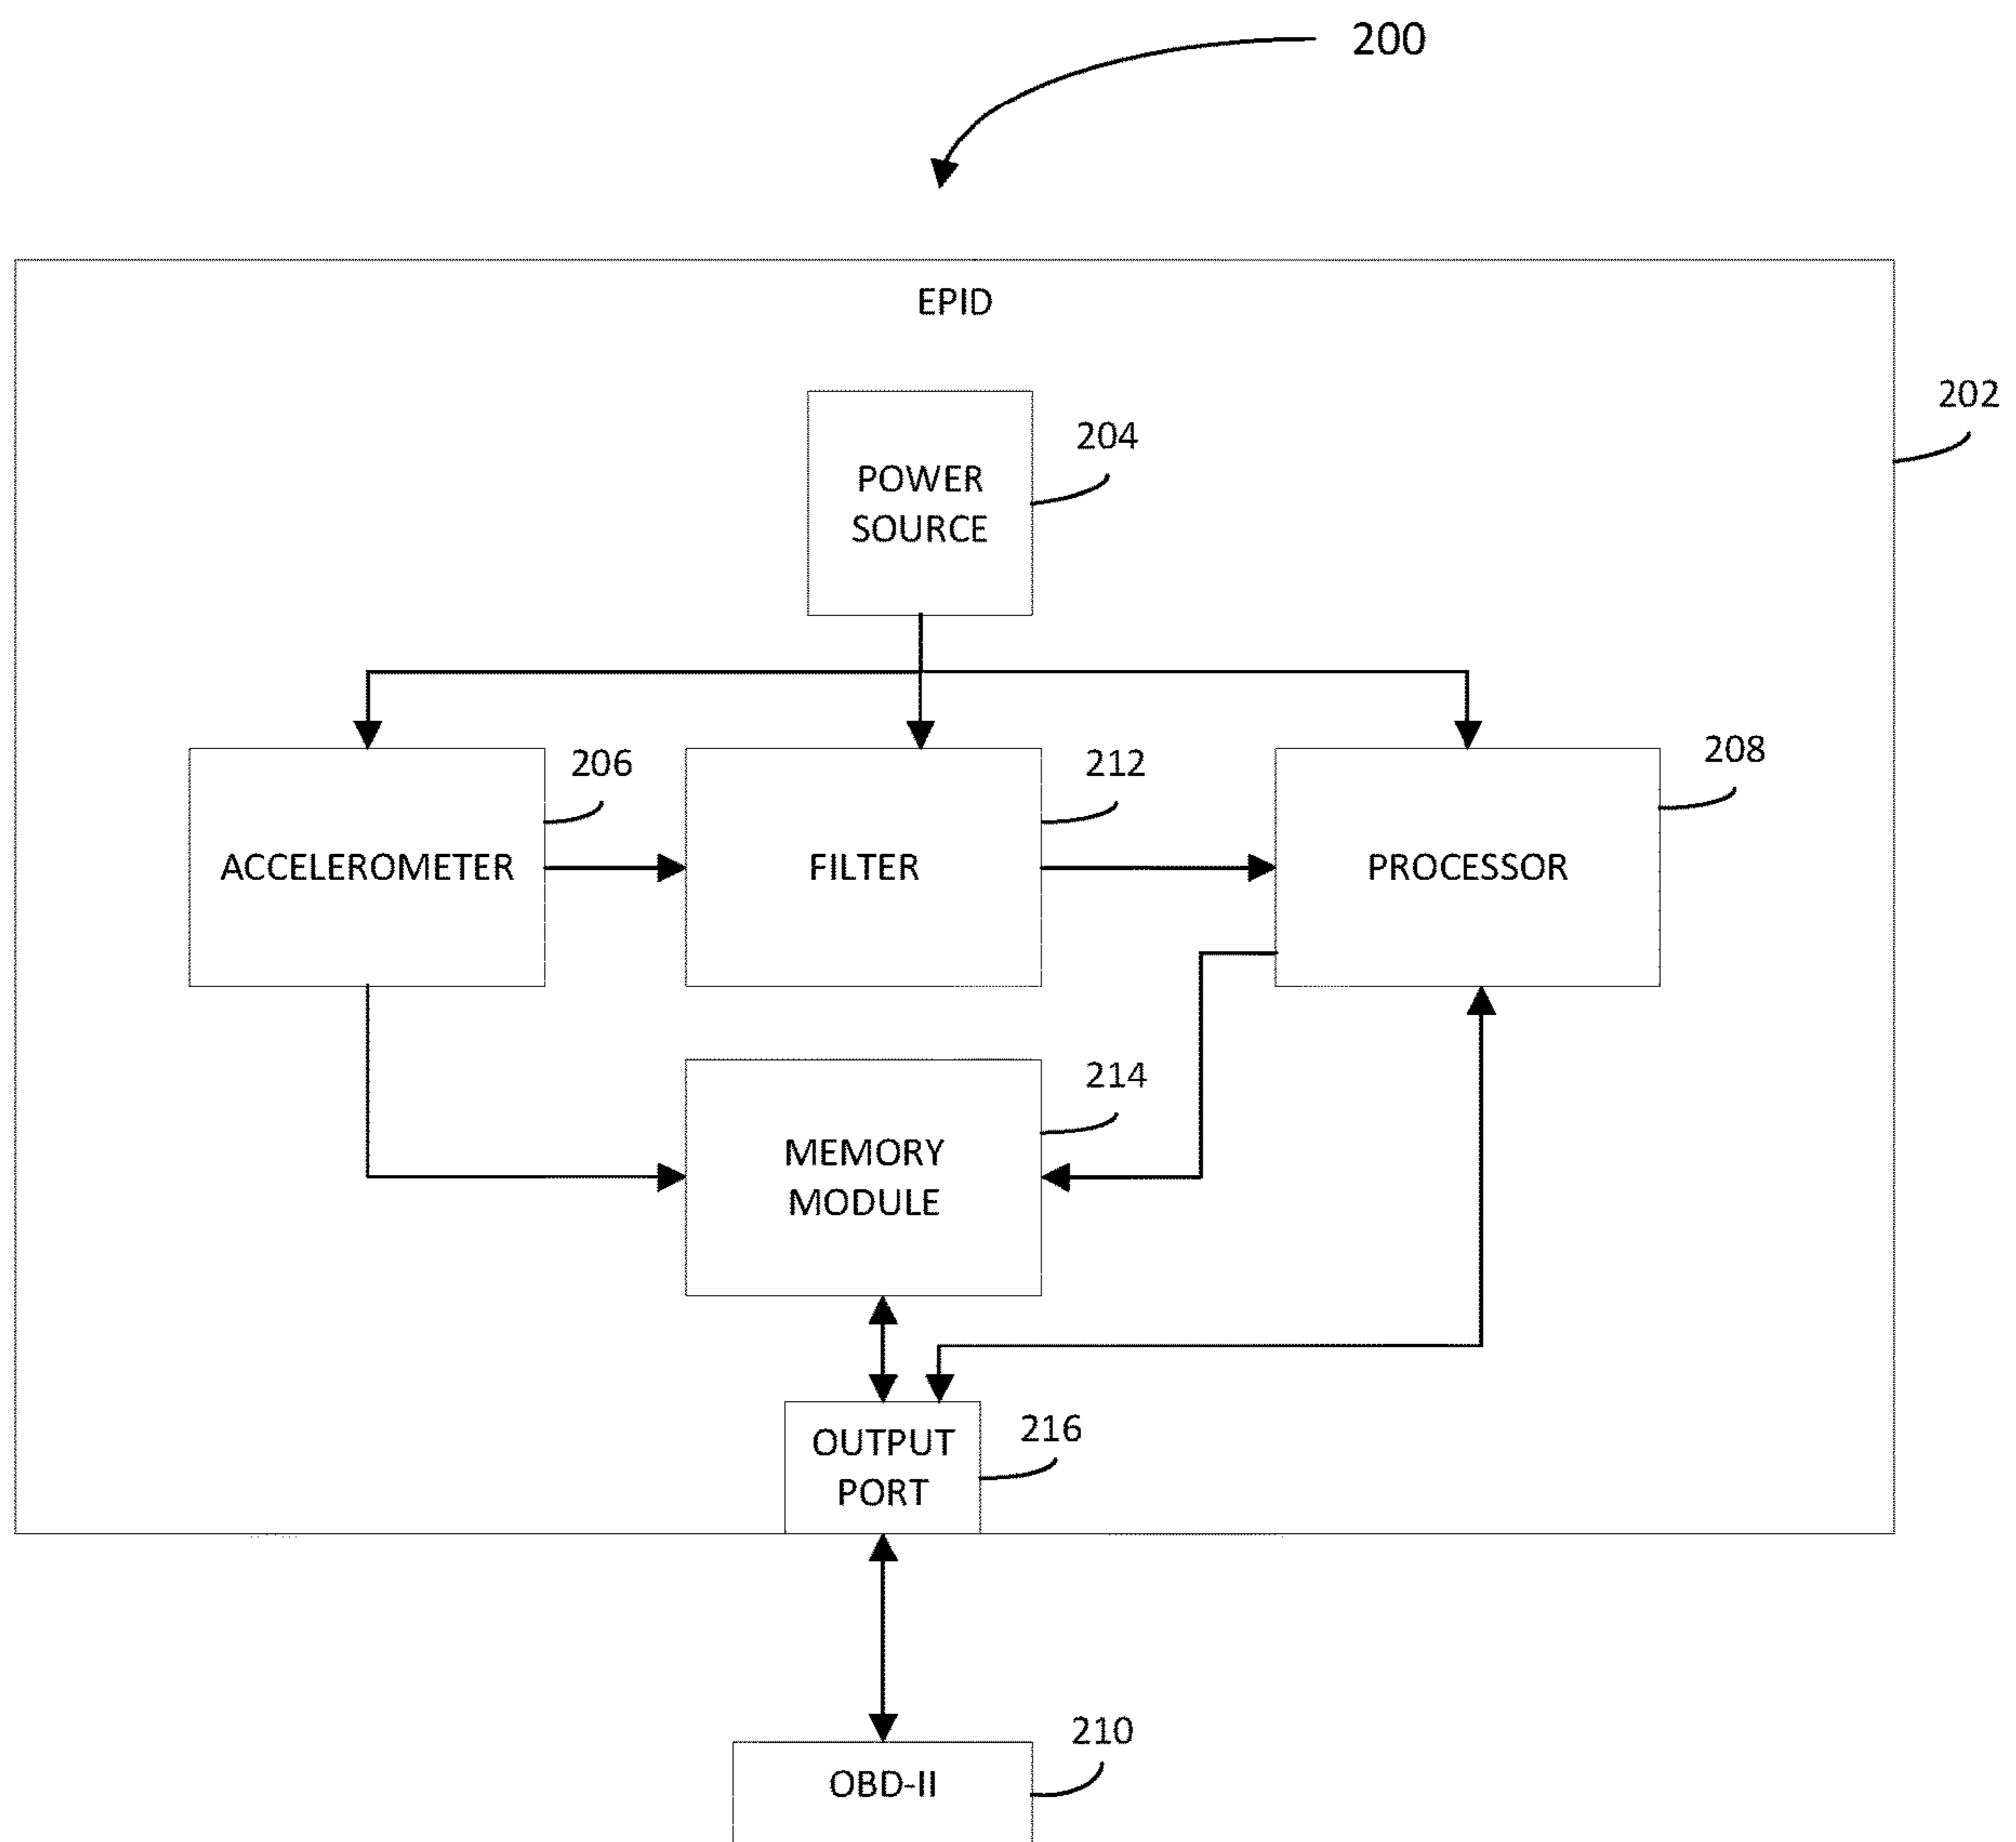 200
EPID
202
204
POWER
SOURCE
206
212
208
ACCELEROMETER
FILTER
PROCESSOR
214
MEMORY
MODULE
216
OUTPUT
PORT
210
OBD-II